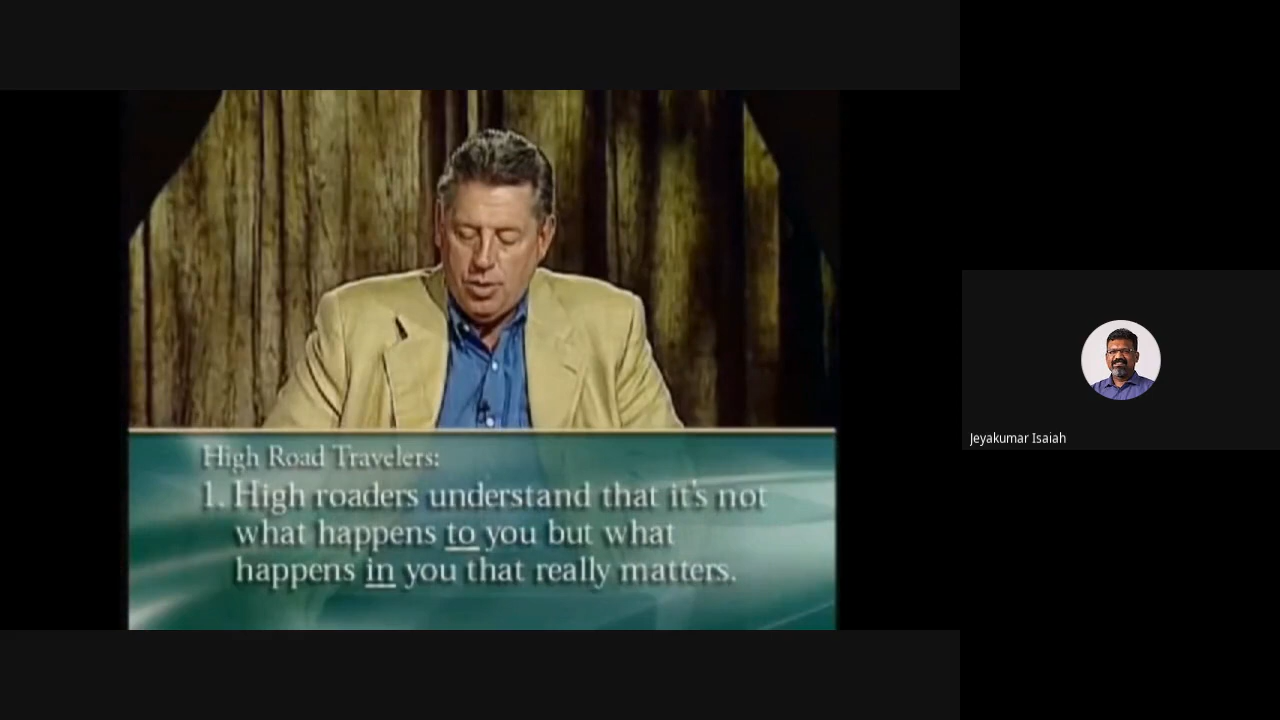 High Road Travelers:
1. High roaders understand that it's not
what happens to you but what
happens in you that really matters.
Jeyakumar Isaiah